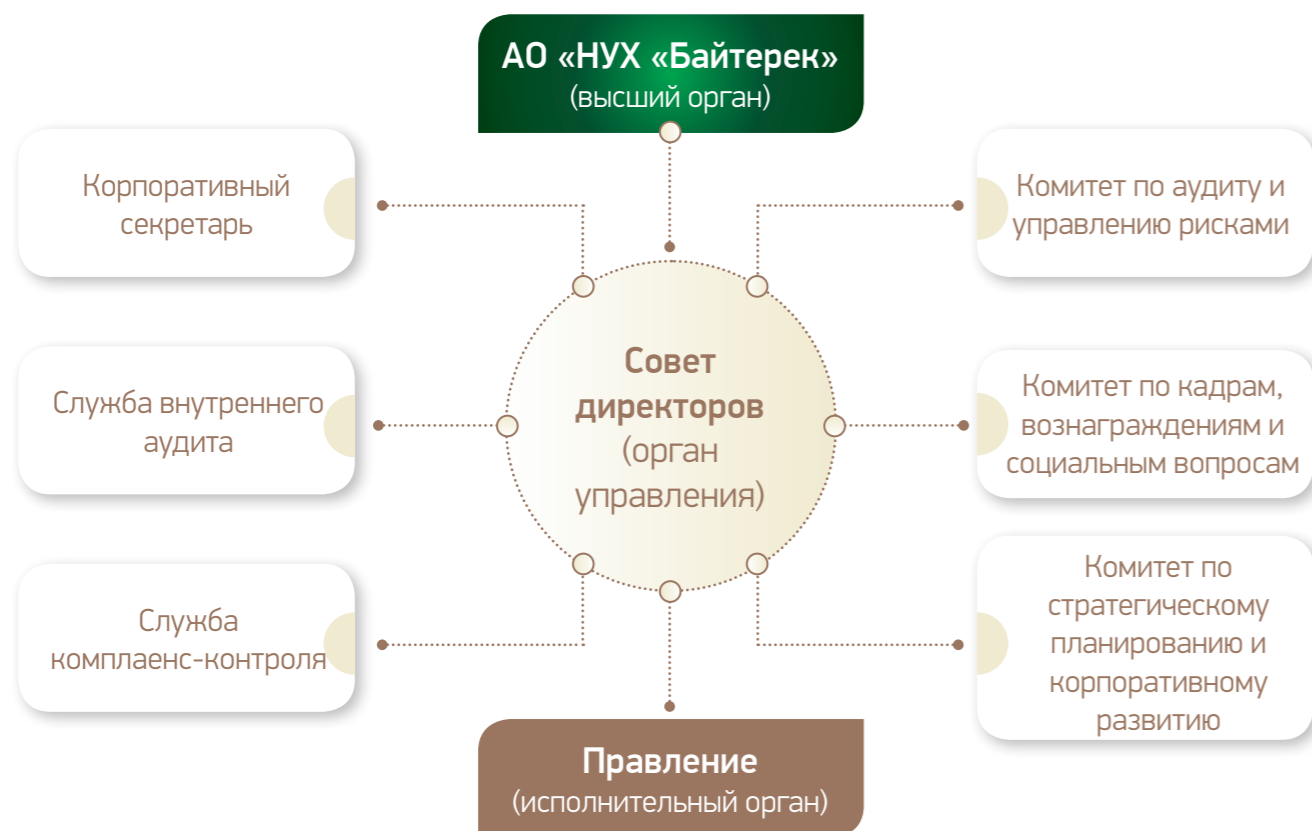 АО «НУХ «Байтерек»
(высший орган)
Корпоративный
секретарь
Комитет по аудиту и
управлению рисками
Служба внутреннего
аудита
Совет
директоров
(орган
управления)
Комитет по кадрам,
вознаграждениям и
социальным вопросам
Служба
комплаенс-контроля
Комитет по
стратегическому
планированию и
корпоративному
развитию
Правление
(исполнительный орган)